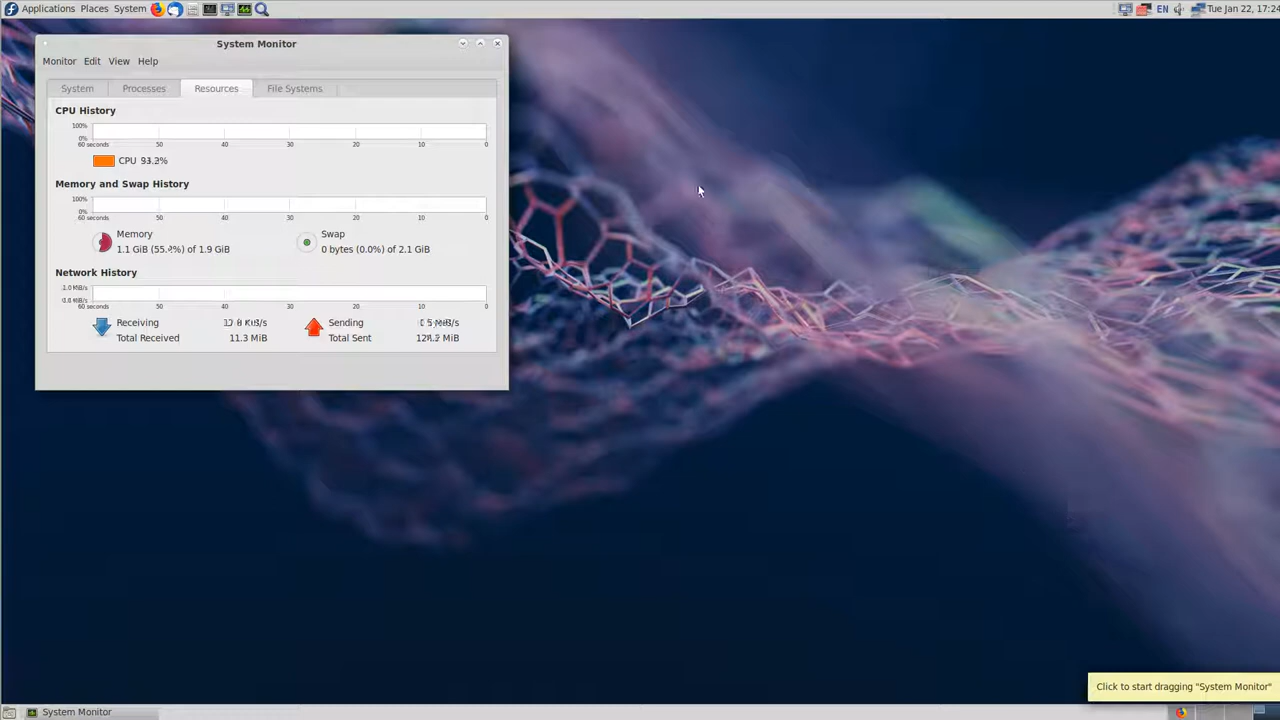 Applications Places System EN Tue Jan 22, 17:24
System Monitor
Monitor Edit View Help
System Processes Resources File Systems
CPU History
100%
0%
60 seconds 50 40 30 20 10 0
CPU
Memory and Swap History
100%
0%
60 seconds 50 40 30 20 10 0
Memory Swap
1.1 GiB of 1.9 GiB 0 bytes (0.0%) of 2.1 GiB
Network History
60 seconds 50 40 30 20 10 0
Receiving Sending
Total Received 11.3 MiB Total Sent MiB
Click to start dragging "System Monitor"
System Monitor